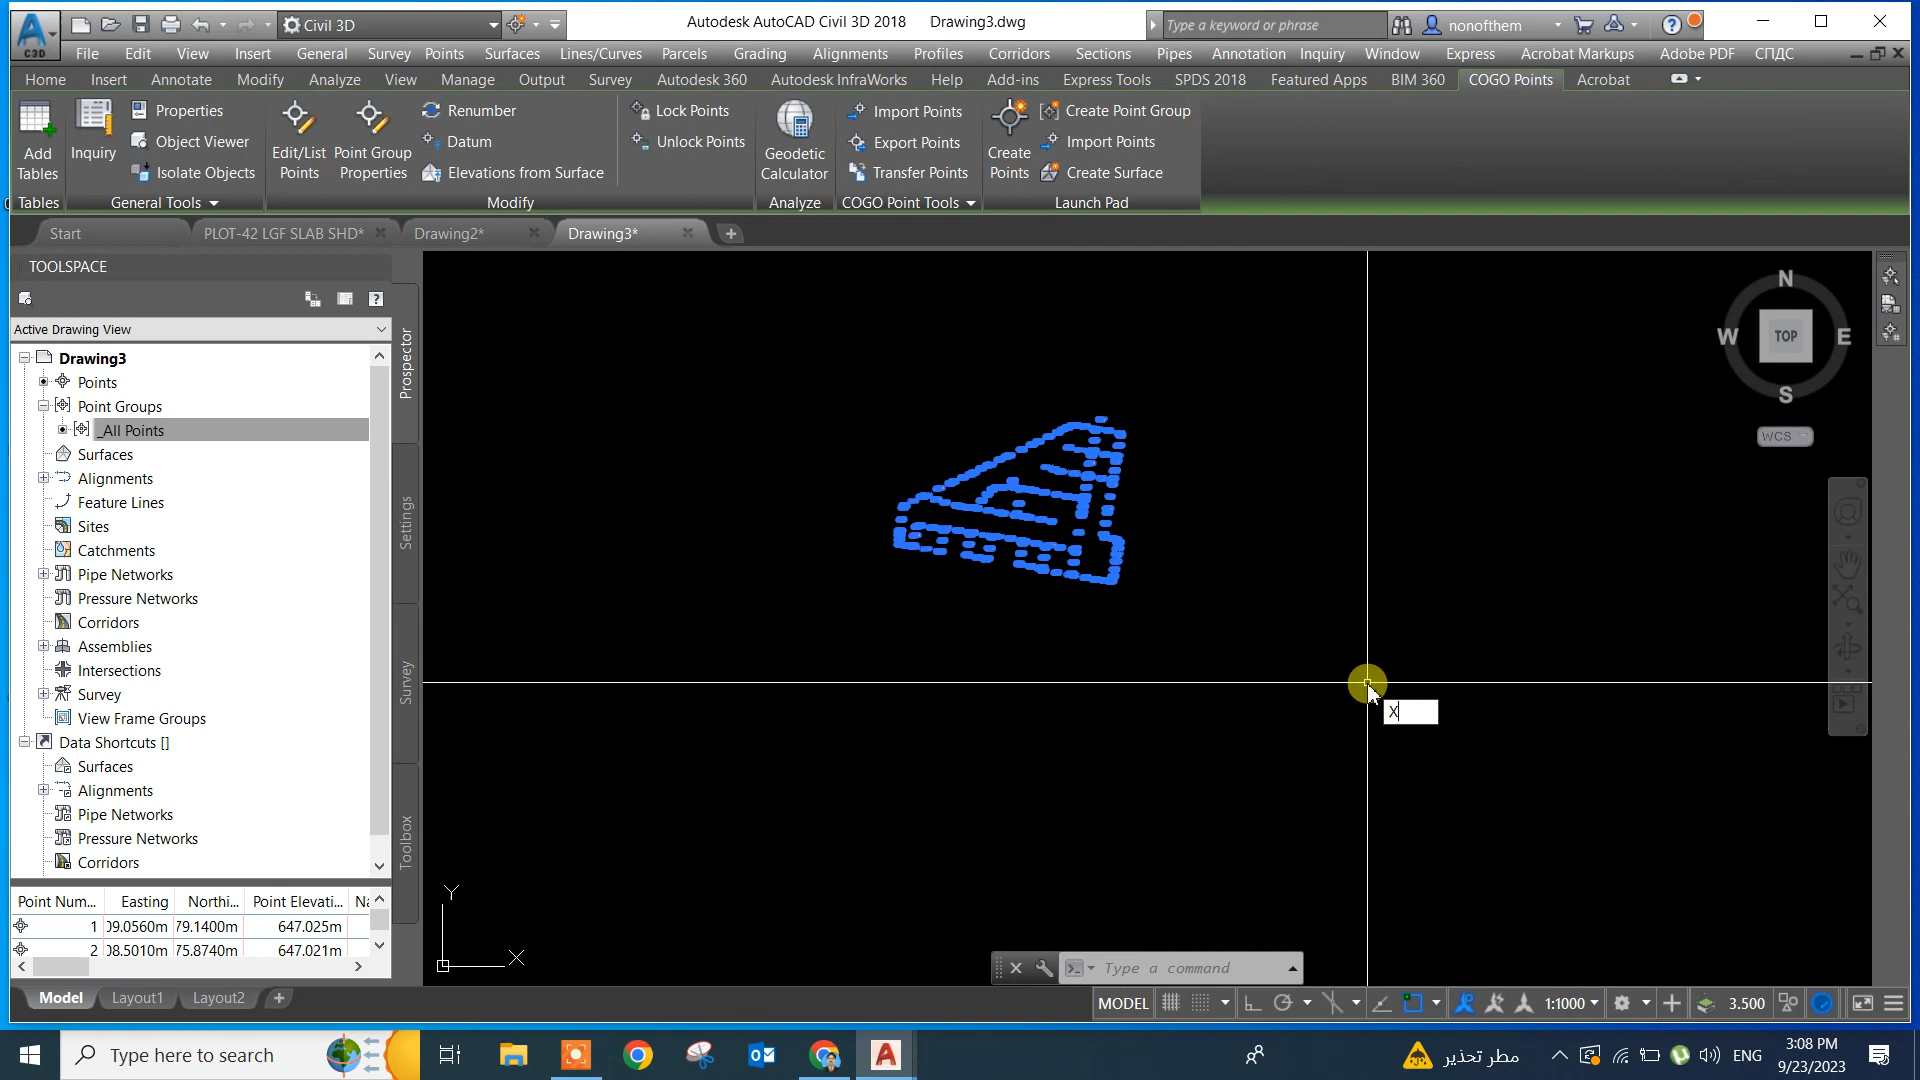 Civil 3D
Autodesk AutoCAD Civil 3D 2018 Drawing3.dwg
Type a keyword or phrase
nonofthem
C3D
File Edit View Insert General Survey Points Surfaces Lines/Curves Parcels Grading Alignments Profiles Corridors Sections Pipes Annotation Inquiry Window Express Acrobat Markups Adobe PDF СПДС
Home Insert Annotate Modify Analyze View Manage Output Survey Autodesk 360 Autodesk InfraWorks Help Add-ins Express Tools SPDS 2018 Featured Apps BIM 360 COGO Points Acrobat
Add Tables
Inquiry
Properties
Object Viewer
Isolate Objects
Edit/List Points
Point Group Properties
Renumber
Datum
Elevations from Surface
Lock Points
Unlock Points
Geodetic Calculator
Import Points
Export Points
Transfer Points
Create Points
Create Point Group
Import Points
Create Surface
Tables General Tools Modify Analyze COGO Point Tools Launch Pad
Start PLOT-42 LGF SLAB SHD* Drawing2* Drawing3*
TOOLSPACE
Active Drawing View
Drawing3
Points
Point Groups
_All Points
Surfaces
Alignments
Feature Lines
Sites
Catchments
Pipe Networks
Pressure Networks
Corridors
Assemblies
Intersections
Survey
View Frame Groups
Data Shortcuts []
Surfaces
Alignments
Pipe Networks
Pressure Networks
Corridors
Prospector
Settings
Survey
Toolbox
Point Num... Easting Northi... Point Elevati... Na
1 09.0560m 79.1400m 647.025m
2 08.5010m 75.8740m 647.021m
N
W TOP E
S
WCS
X
Y
X
Type a command
Model Layout1 Layout2
MODEL 1:1000 3.500
Type here to search
مطر تحذير
ENG
3:08 PM
9/23/2023